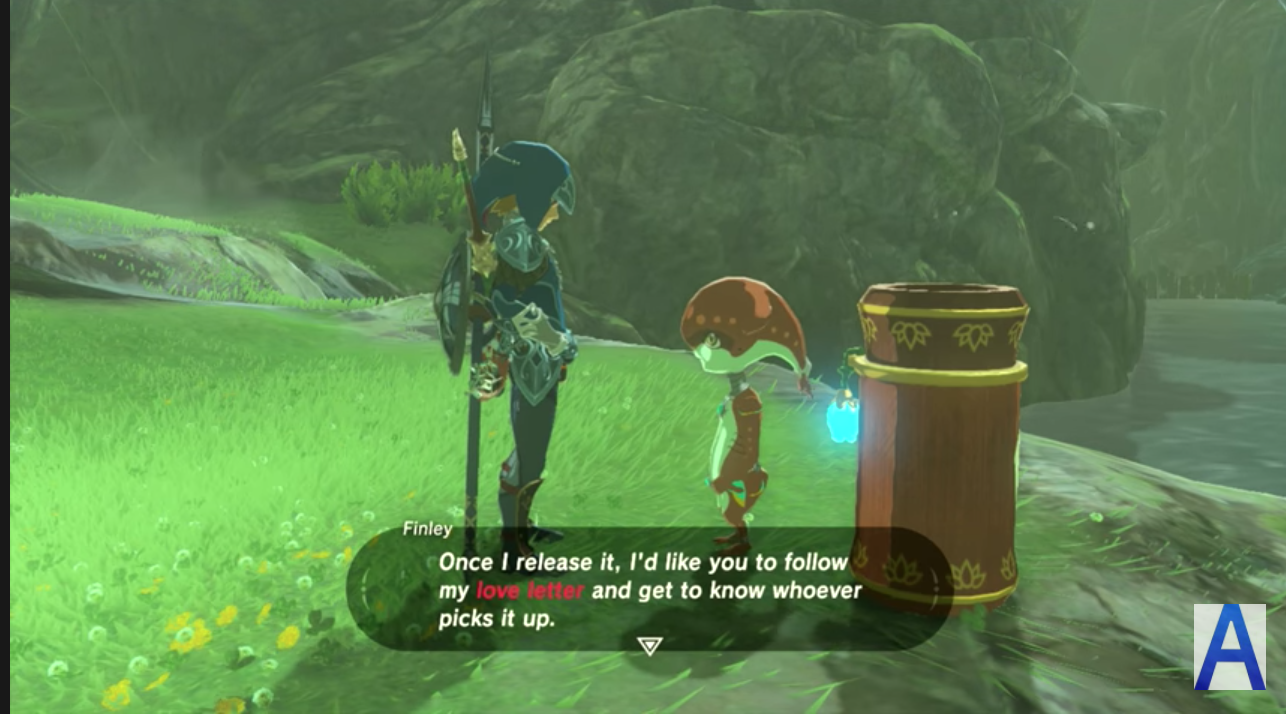 Finley
Once I release it, I'd like you to follow
my love letter and get to know whoever
picks it up.
A